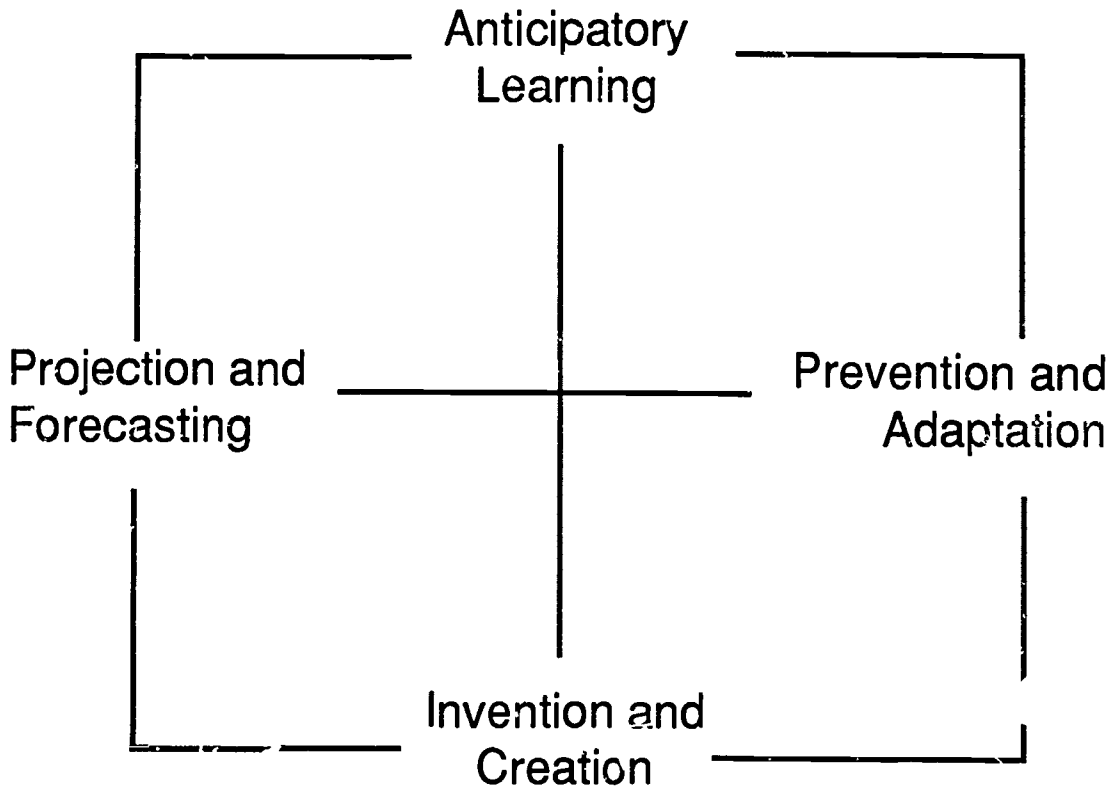 Anticipatory
Learning
Projection and
Forecasting
Prevention and
Adaptation
Invention and
Creation